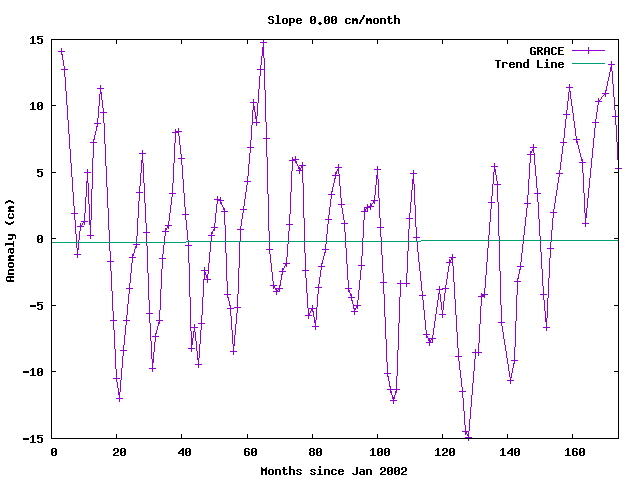 Slope 0.00 cm/month
GRACE
Trend Line
15
10
5
0
-5
-10
-15
Anomaly (cm)
0 20 40 60 80 100 120 140 160
Months since Jan 2002